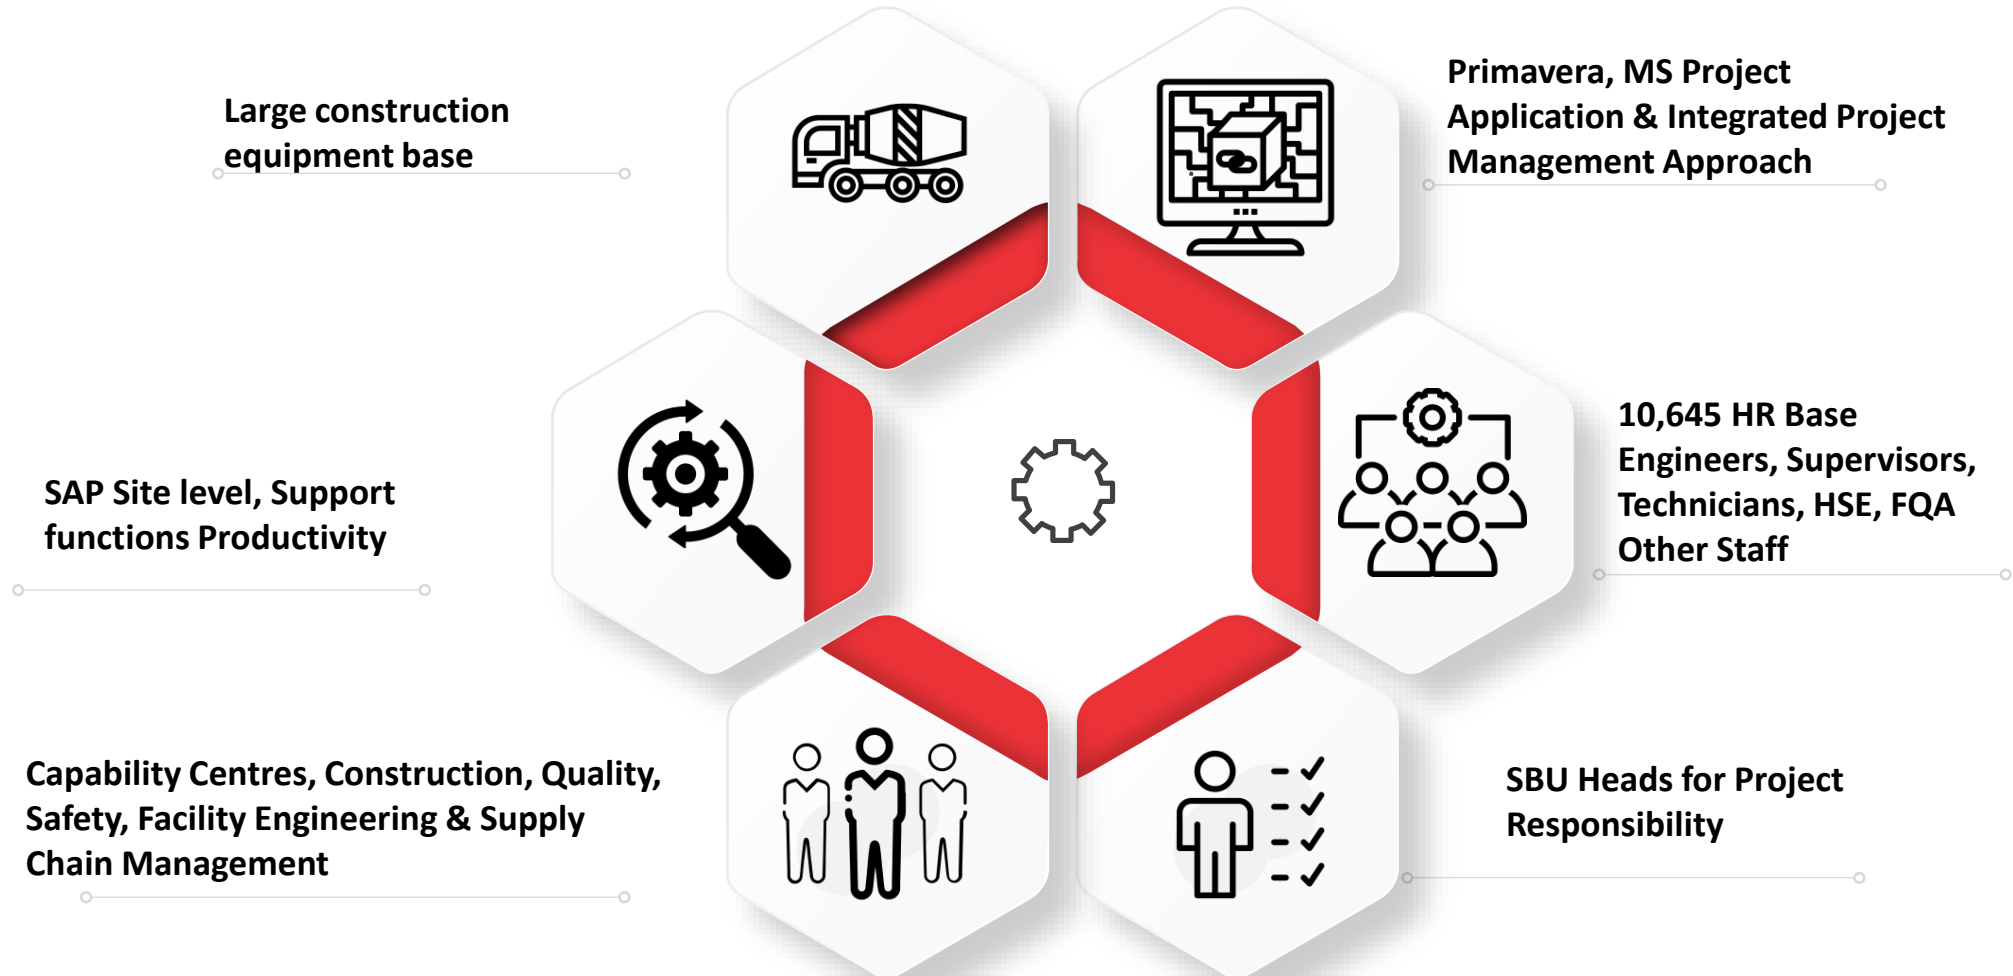 Large construction
equipment base
Primavera, MS Project
Application & Integrated Project
Management Approach
10,645 HR Base
Engineers, Supervisors,
Technicians, HSE, FQA
Other Staff
SAP Site level, Support
functions Productivity
Capability Centres, Construction, Quality,
Safety, Facility Engineering & Supply
Chain Management
SBU Heads for Project
Responsibility